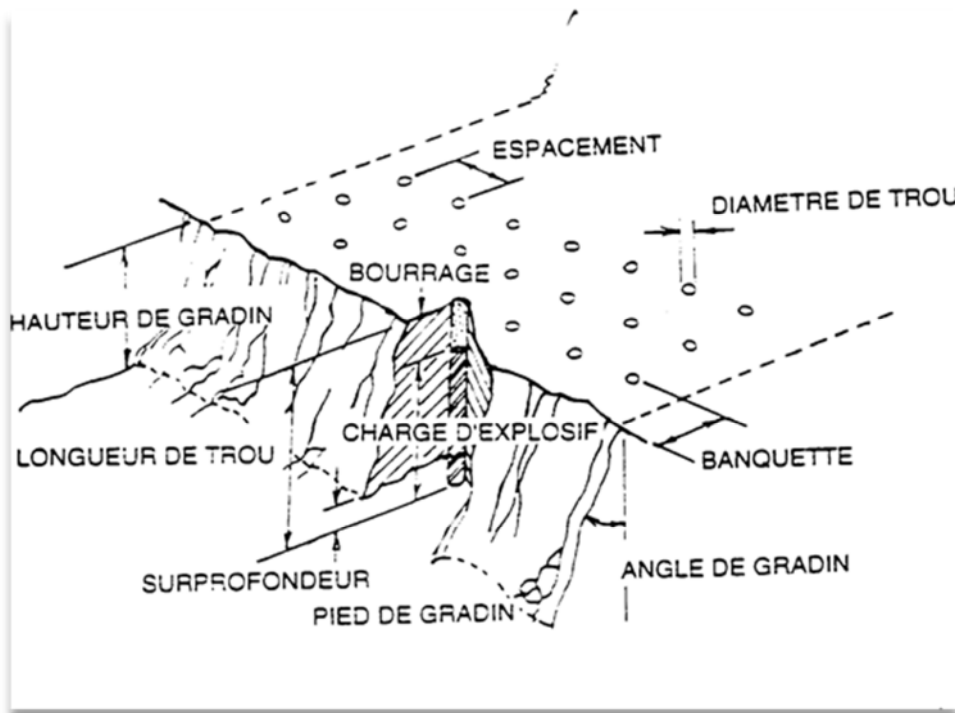 ESPACEMENT
DIAMETRE DE TROU
BOURRAGE
HAUTEUR DE GRADIN
CHARGE D'EXPLOSIF
LONGUEUR DE TROU
BANQUETTE
SURPROFONDEUR
ANGLE DE GRADIN
PIED DE GRADIN